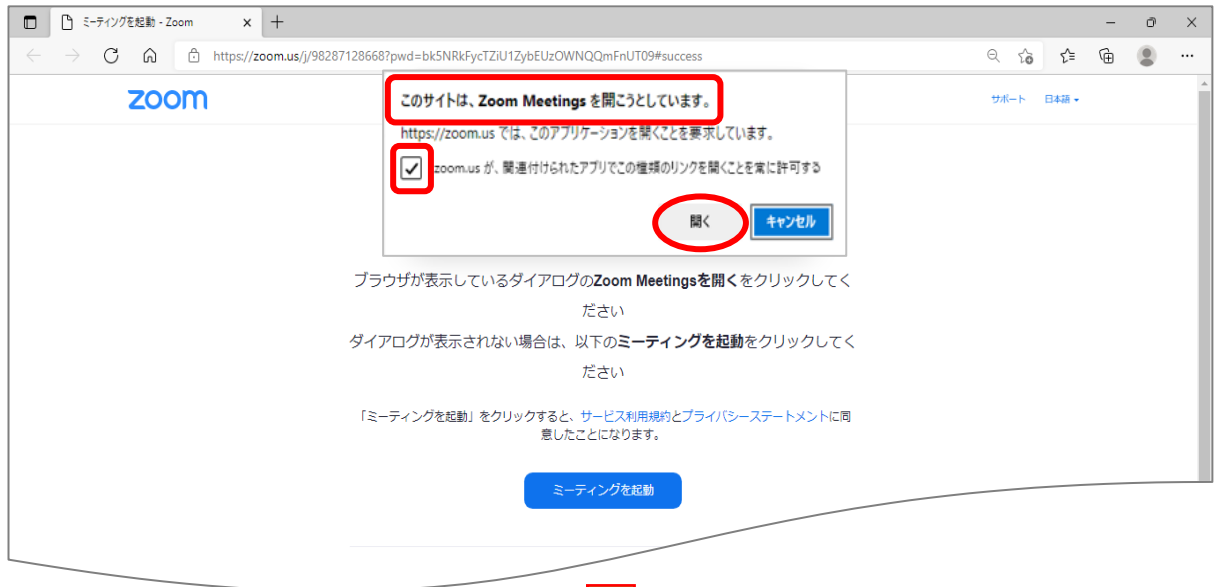 ミーティングを起動 - Zoom
https://zoom.us/j/98287128668?pwd=bk5NRkFycTZiU1ZybEUzOWNQQmFnUT09#success
zoom
サポート 日本語
このサイトは、Zoom Meetings を開こうとしています。
https://zoom.us では、このアプリケーションを開くことを要求しています。
zoom.us が、関連付けられたアプリでこの種類のリンクを開くことを常に許可する
開く キャンセル
ブラウザが表示しているダイアログのZoom Meetingsを開くをクリックしてく
ださい
ダイアログが表示されない場合は、以下のミーティングを起動をクリックしてく
ださい
「ミーティングを起動」をクリックすると、サービス利用規約とプライバシーステートメントに同
意したことになります。
ミーティングを起動